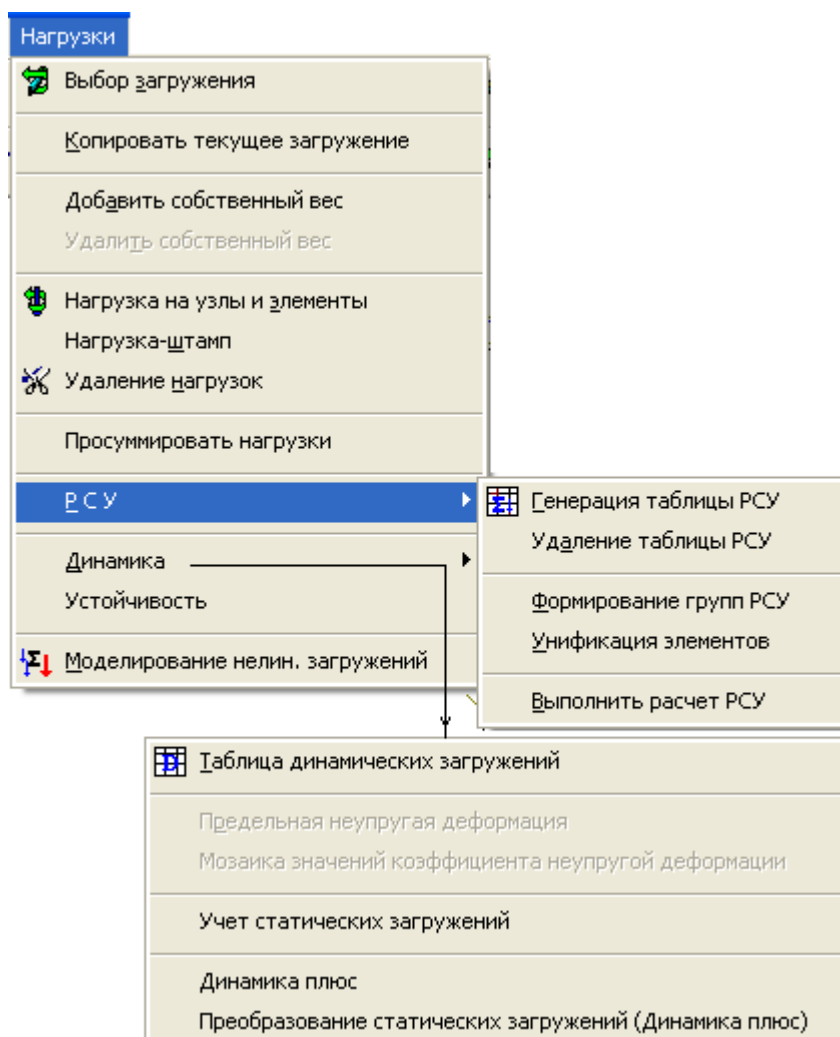 Нагрузки
Выбор загружения
Копировать текущее загружение
Добавить собственный вес
Удалить собственный вес
Нагрузка на узлы и элементы
Нагрузка-штамп
Удаление нагрузок
Просуммировать нагрузки
Р С У
Динамика
Устойчивость
Моделирование нелин. загружений
Генерация таблицы РСУ
Удаление таблицы РСУ
Формирование групп РСУ
Унификация элементов
Выполнить расчет РСУ
Таблица динамических загружений
Предельная неупругая деформация
Мозаика значений коэффициента неупругой деформации
Учет статических загружений
Динамика плюс
Преобразование статических загружений (Динамика плюс)